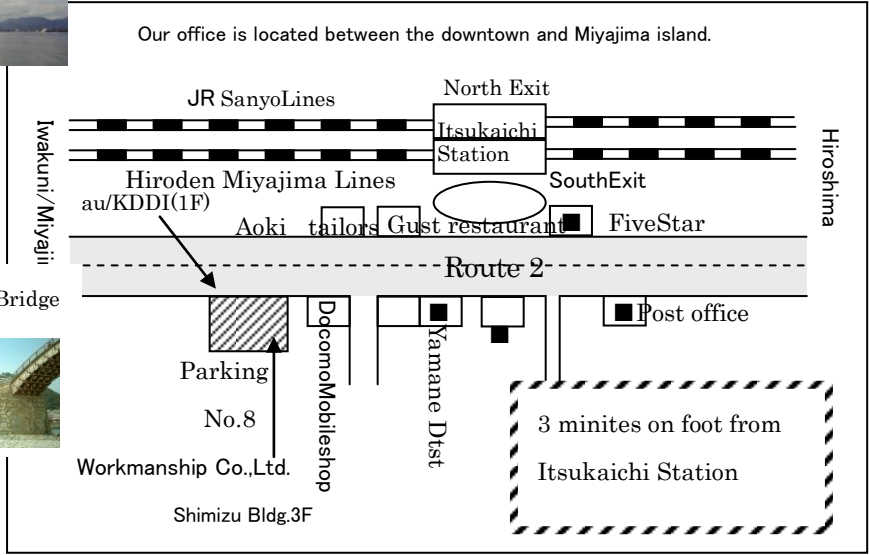 Our office is located between the downtown and Miyajima island.
North Exit
JR SanyoLines
Itsukaichi
Station
Iwakuni/Miyajii
Hiroshima
Hiroden Miyajima Lines
SouthExit
au/KDDI(1F)
Aoki tailors Gust restaurant FiveStar
Route 2
Bridge
DocomoMobileshop
Yamane Dtst
Post office
Parking
No.8
3 minites on foot from
Itsukaichi Station
Workmanship Co.,Ltd.
Shimizu Bldg.3F